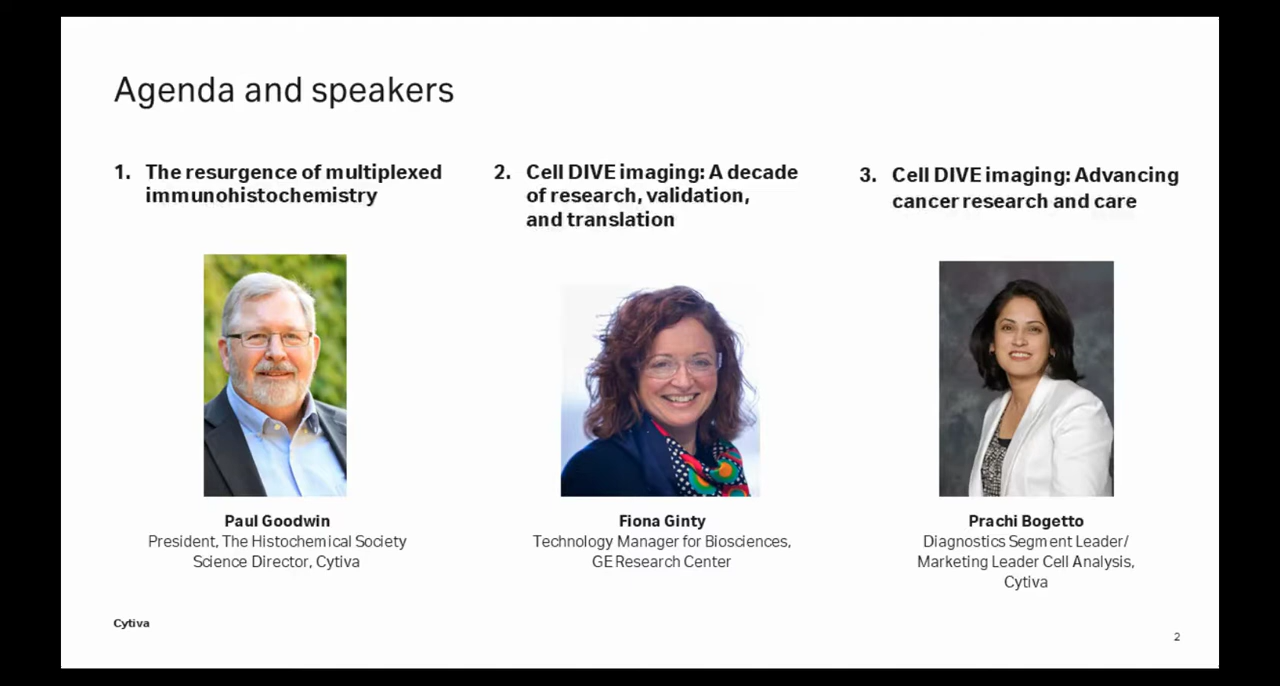 Agenda and speakers
1. The resurgence of multiplexed
immunohistochemistry
2. Cell DIVE imaging: A decade
of research, validation,
and translation
3. Cell DIVE imaging: Advancing
cancer research and care
Paul Goodwin
President, The Histochemical Society
Science Director, Cytiva
Fiona Ginty
Technology Manager for Biosciences,
GE Research Center
Prachi Bogetto
Diagnostics Segment Leader/
Marketing Leader Cell Analysis,
Cytiva
Cytiva
2